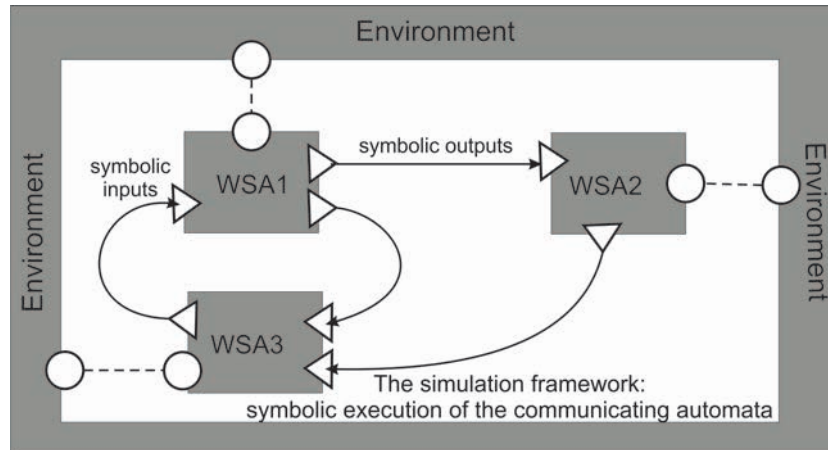 Environment
symbolic outputs
symbolic
inputs
WSA1
WSA2
Environment
Environment
WSA3
The simulation framework:
symbolic execution of the communicating automata